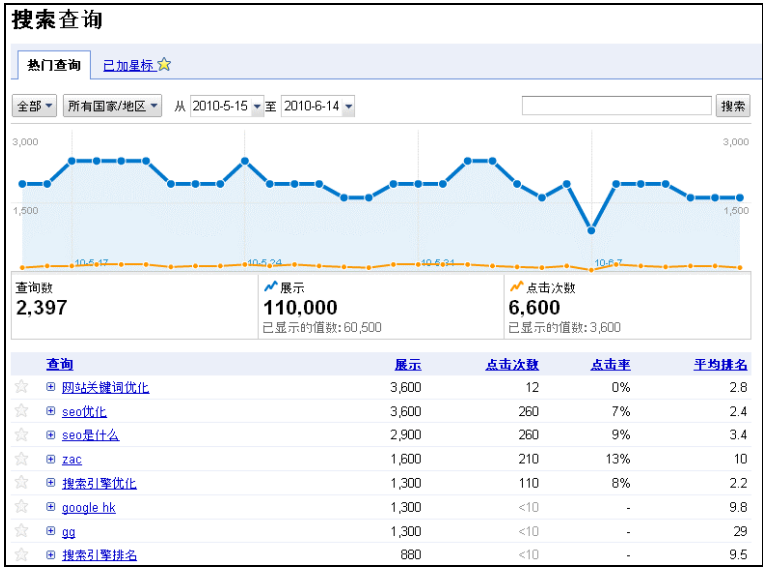 搜索查询
热门查询 已加星标
全部 所有国家/地区 从 2010-5-15 至 2010-6-14 搜索
3,000 3,000
1,500 1,500
10-5-17 10-5-24 10-5-31 10-6-7
查询数 展示 点击次数
2,397 110,000 6,600
已显示的值数: 60,500 已显示的值数: 3,600
查询 展示 点击次数 点击率 平均排名
网站关键词优化 3,600 12 0% 2.8
seo优化 3,600 260 7% 2.4
seo是什么 2,900 260 9% 3.4
zac 1,600 210 13% 10
搜索引擎优化 1,300 110 8% 2.2
google hk 1,300 <10 - 9.8
gg 1,300 <10 - 29
搜索引擎排名 880 <10 - 9.5